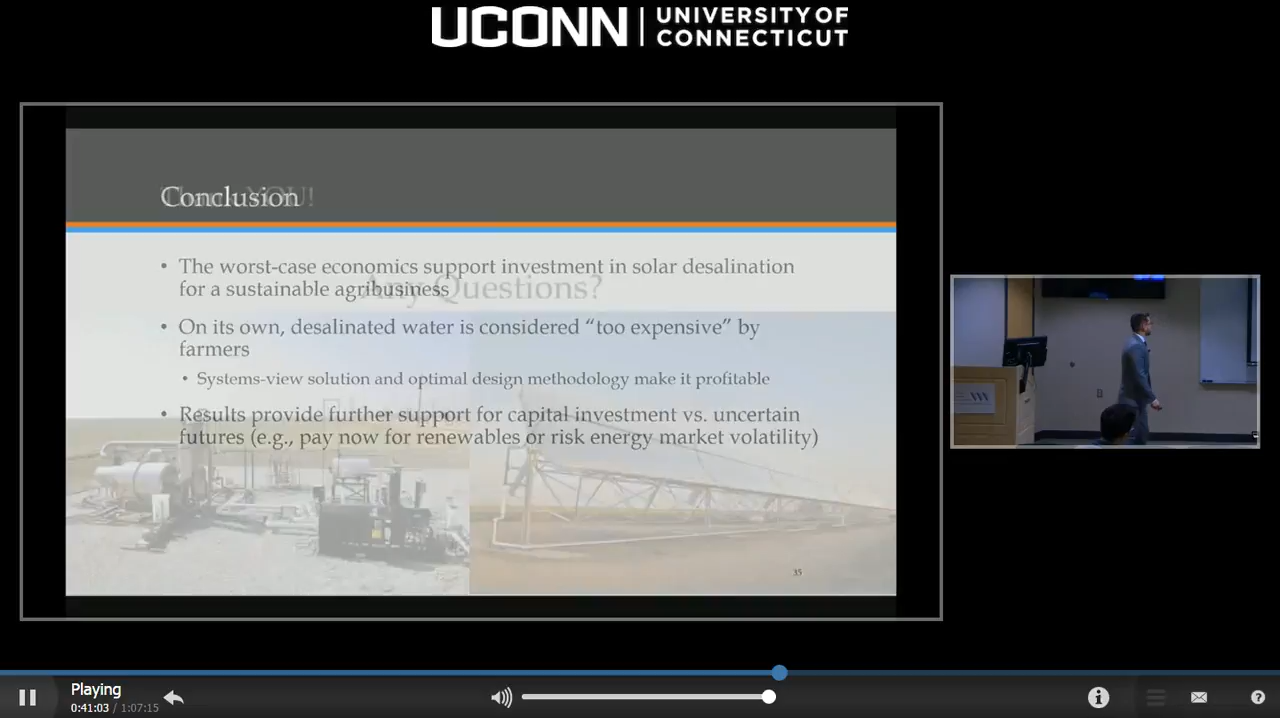 UCONN
UNIVERSITY OF
CONNECTICUT
Conclusion
Thank YOU!
• The worst-case economics support investment in solar desalination
for a sustainable agribusiness
Any Questions?
• On its own, desalinated water is considered “too expensive” by
farmers
• Systems-view solution and optimal design methodology make it profitable
• Results provide further support for capital investment vs. uncertain
futures (e.g., pay now for renewables or risk energy market volatility)
35
Playing
0:41:03 / 1:07:15